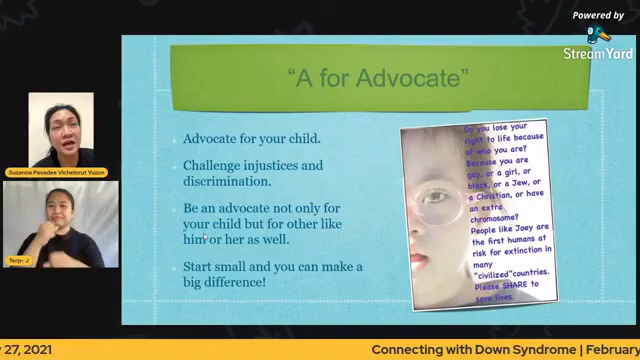 Powered by
StreamYard
"A for Advocate"
Advocate for your child.
Challenge injustices and
discrimination.
Be an advocate not only for
your child but for other like
him or her as well.
Start small and you can make a
big difference!
Do you lose your
right to life because
of who you are?
Because you are
gay, or a girl, or
black, or a Jew, or
a Christian, or have
an extra
chromosome?
People like Joey are
the first humans at
risk for extinction in
many
"civilized"countries.
Please SHARE to
save lives.
Suzanna Pavadee Vicheinrut Yuzon
Terp- J
27, 2021
Connecting with Down Syndrome | February